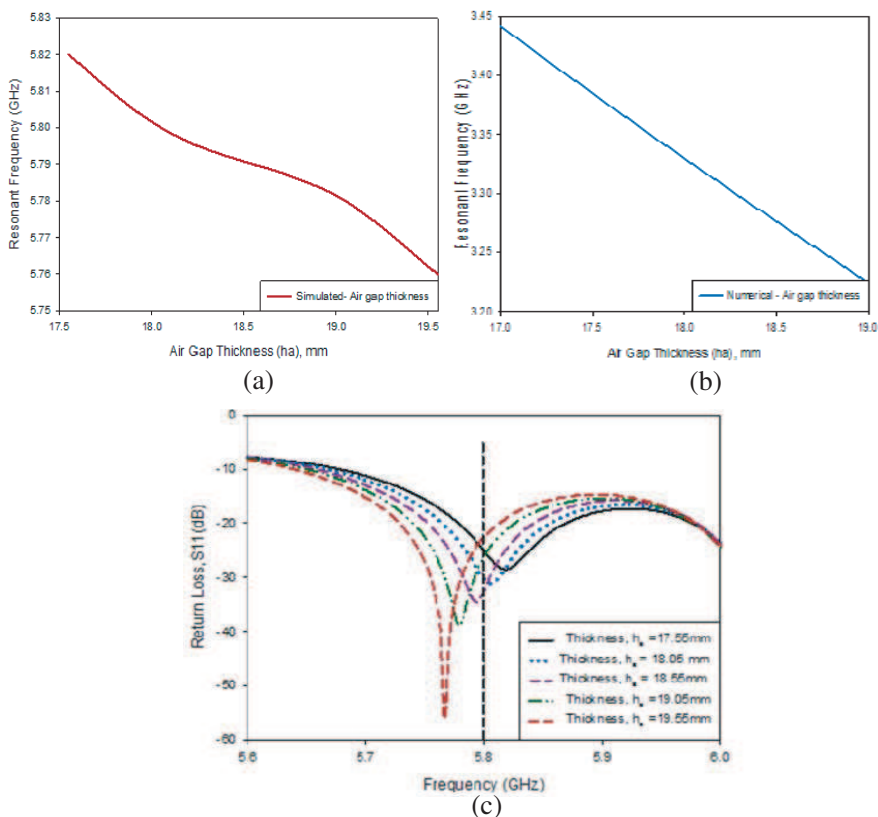 5.83
5.82
5.81
5.80
5.79
5.77
5.76
5.75
Resonant Frequency (GHz)
Simulated- Air gap thickness
17.5 18.0 18.5 19.0 19.5
Air Gap Thickness (ha), mm
(a)
3.45
3.40
3.35
3.30
3.25
3.20
Resonant Frequency (GHz)
Numerical - Air gap thickness
17.0 17.5 18.0 18.5 19.0
Air Gap Thickness (ha), mm
(b)
0
-10
-20
-30
-40
-50
-60
Return Loss, S11 (dB)
Thickness, ha =17.55mm
Thickness, ha = 18.05 mm
Thickness, ha = 18.55mm
Thickness, ha =19.05mm
Thickness, ha =19.55mm
5.6 5.7 5.8 5.9 6.0
Frequency (GHz)
(c)